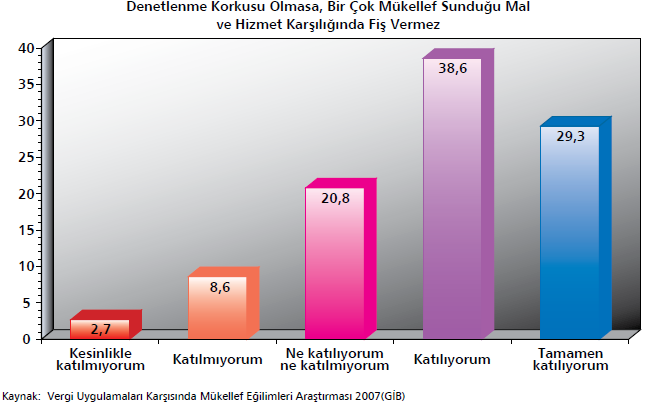 Denetlenme Korkusu Olmasa, Bir Çok Mükellef Sunduğu Mal
ve Hizmet Karşılığında Fiş Vermez
40
35
30
25
20
15
10
5
0
2,7
8,6
20,8
38,6
29,3
Kesinlikle
katılmıyorum
Katılmıyorum
Ne katılıyorum
ne katılmıyorum
Katılıyorum
Tamamen
katılıyorum
Kaynak: Vergi Uygulamaları Karşısında Mükellef Eğilimleri Araştırması 2007(GİB)